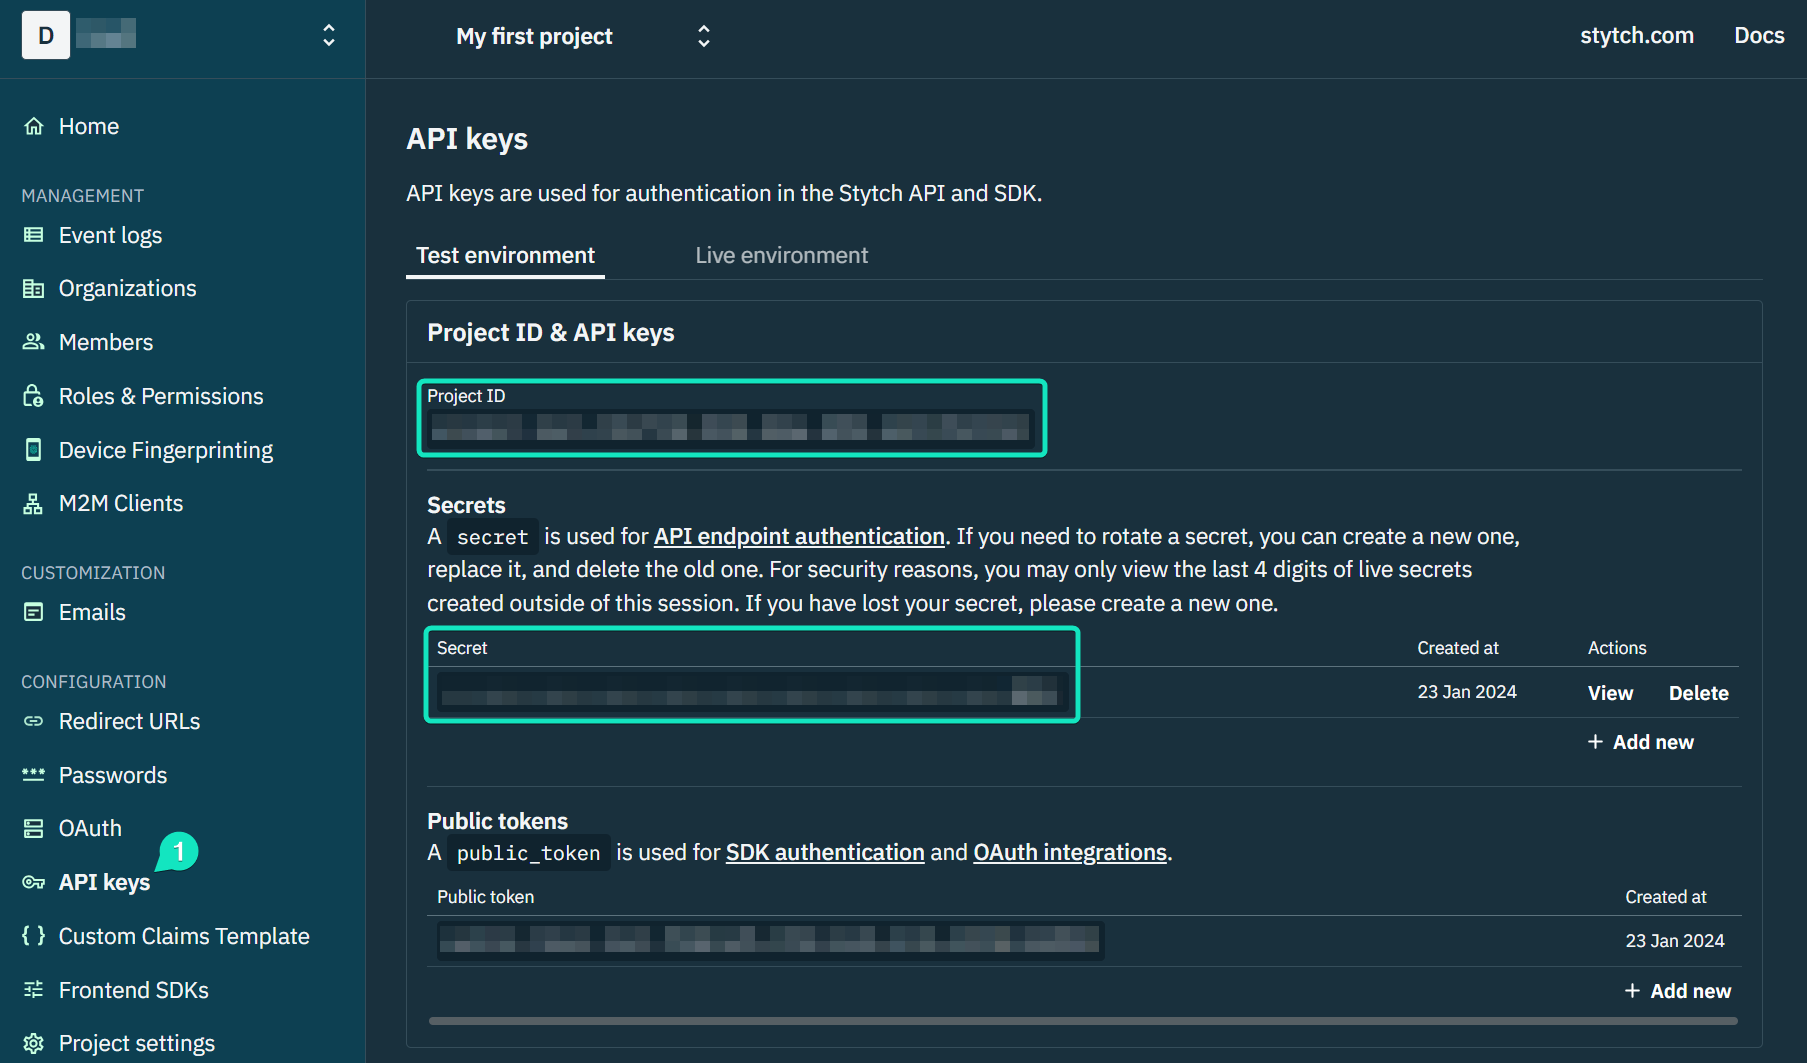 D
My first project
stytch.com
Docs
Home
MANAGEMENT
Event logs
Organizations
Members
Roles & Permissions
Device Fingerprinting
M2M Clients
CUSTOMIZATION
Emails
CONFIGURATION
Redirect URLs
Passwords
OAuth
1
API keys
Custom Claims Template
Frontend SDKs
Project settings
API keys
API keys are used for authentication in the Stytch API and SDK.
Test environment
Live environment
Project ID & API keys
Project ID
Secrets
A secret is used for API endpoint authentication. If you need to rotate a secret, you can create a new one,
replace it, and delete the old one. For security reasons, you may only view the last 4 digits of live secrets
created outside of this session. If you have lost your secret, please create a new one.
Secret Created at Actions
23 Jan 2024 View Delete
+ Add new
Public tokens
A public_token is used for SDK authentication and OAuth integrations.
Public token Created at
23 Jan 2024
+ Add new